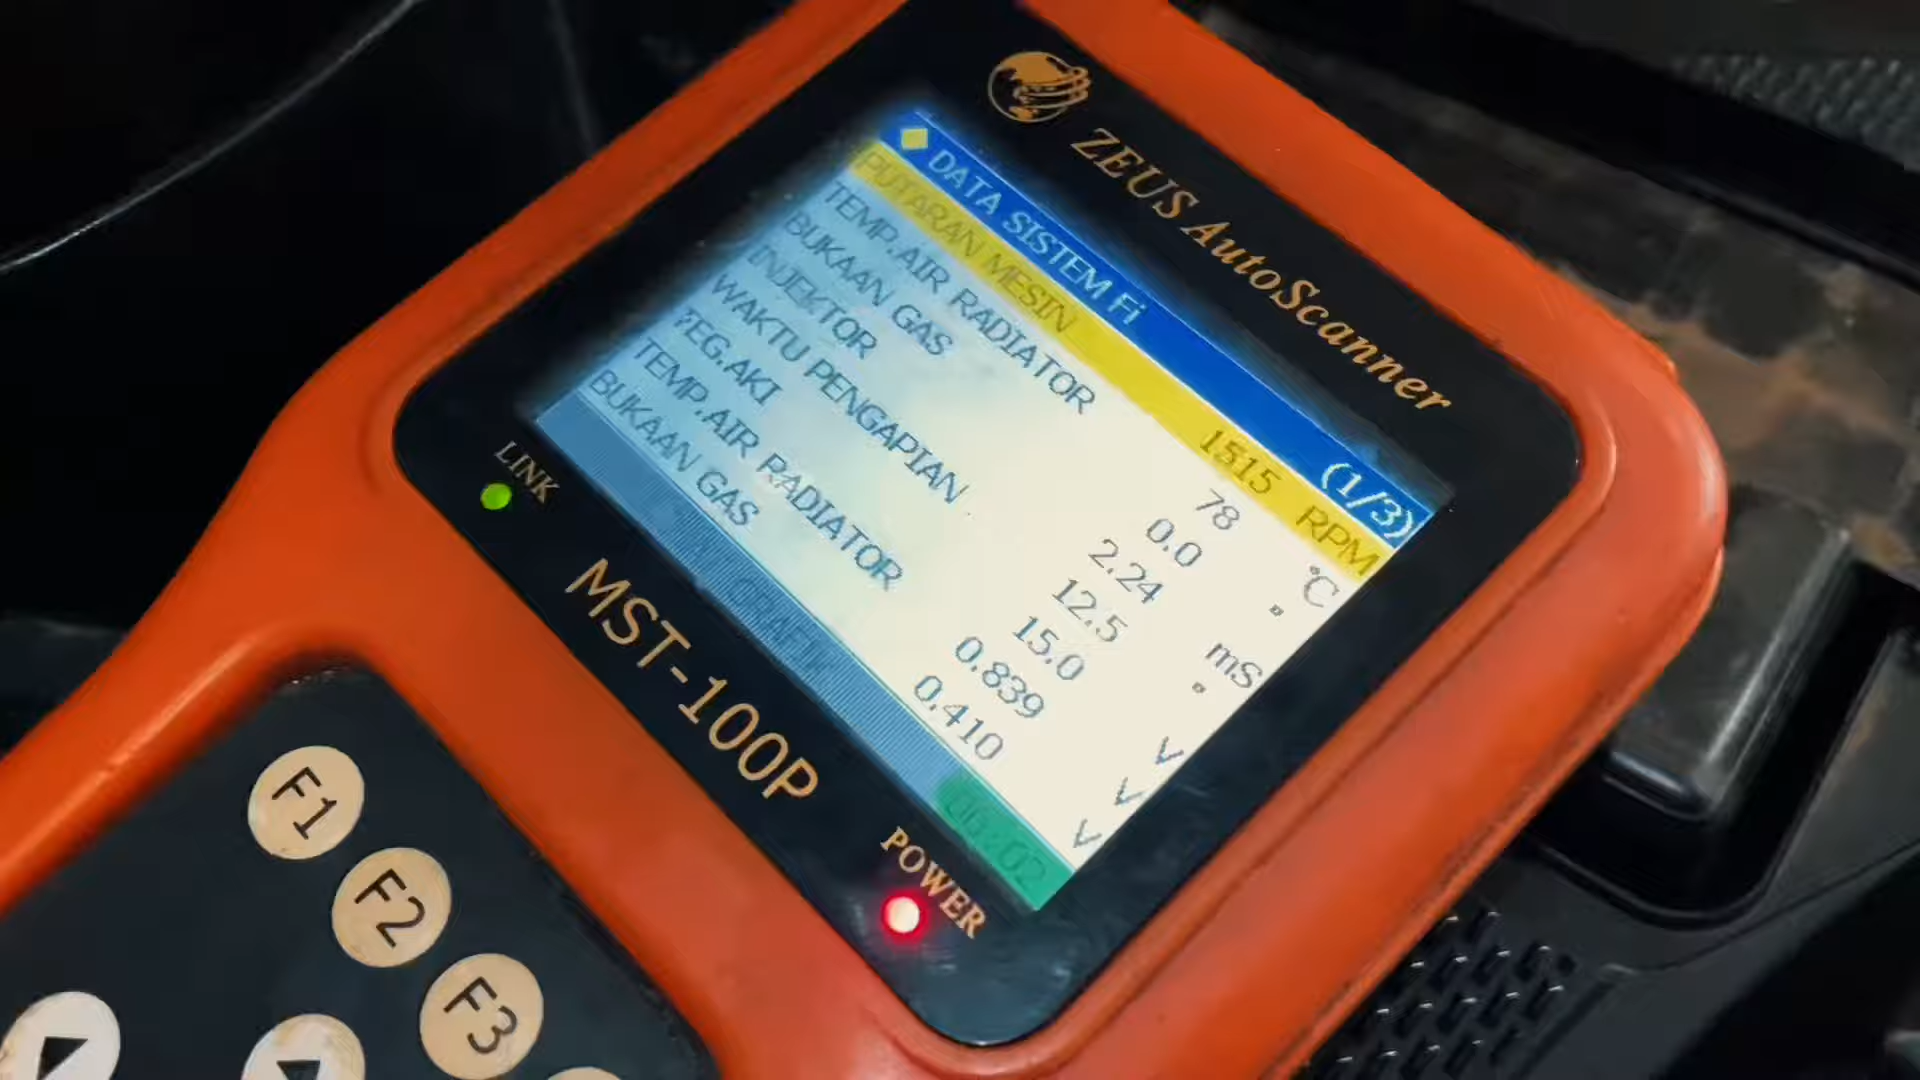 ZEUS AutoScanner
DATA SISTEM Fi (1/3)
PUTARAN MESIN 1515 RPM
TEMP.AIR RADIATOR 78 °C
BUKAAN GAS 0.0 °
INJEKTOR 2.24 mS
WAKTU PENGAPIAN 12.5 °
TEG.AKI 15.0 V
TEMP.AIR RADIATOR 0.839 V
BUKAAN GAS 0.410 V
LINK
MST-100P
POWER
F1
F2
F3